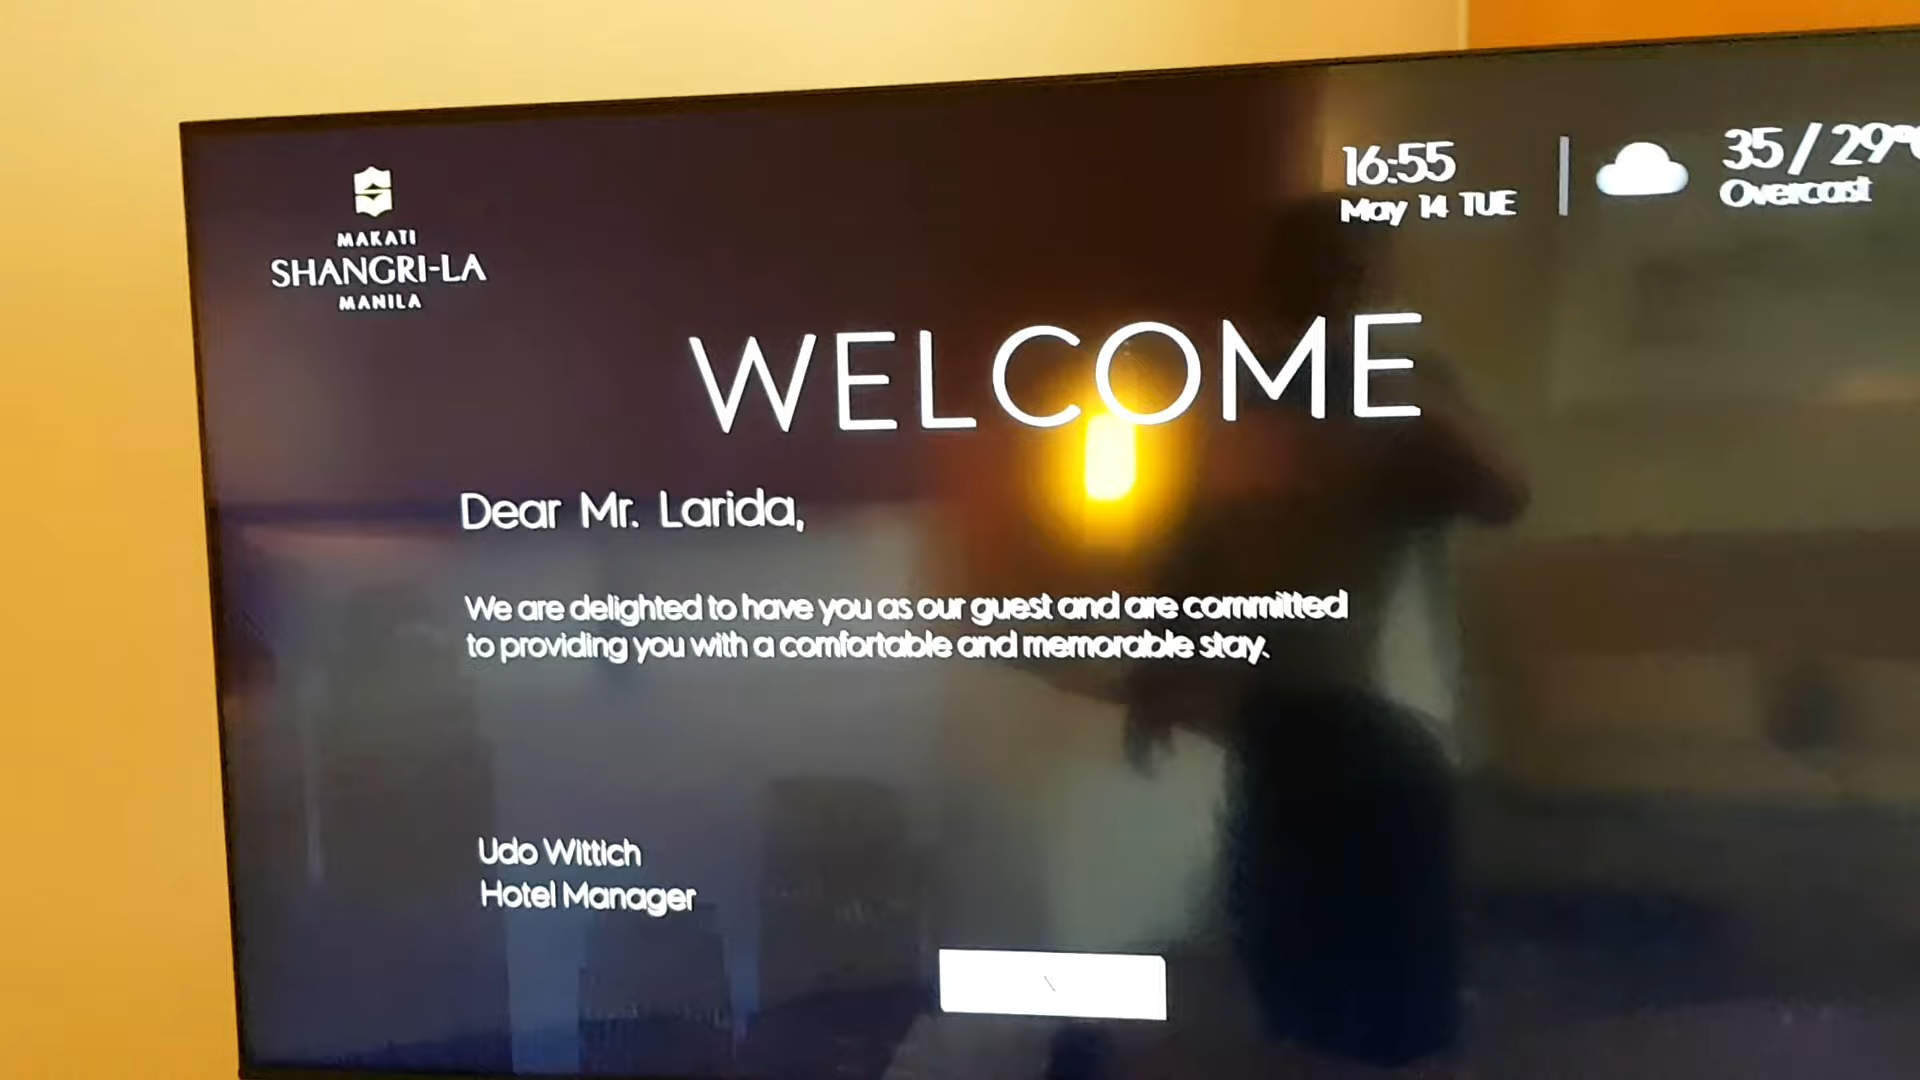 MAKATI
SHANGRI-LA
MANILA
16:55
May 14 TUE
35/29°
Overcast
WELCOME
Dear Mr. Larida,
We are delighted to have you as our guest and are committed
to providing you with a comfortable and memorable stay.
Udo Wittich
Hotel Manager